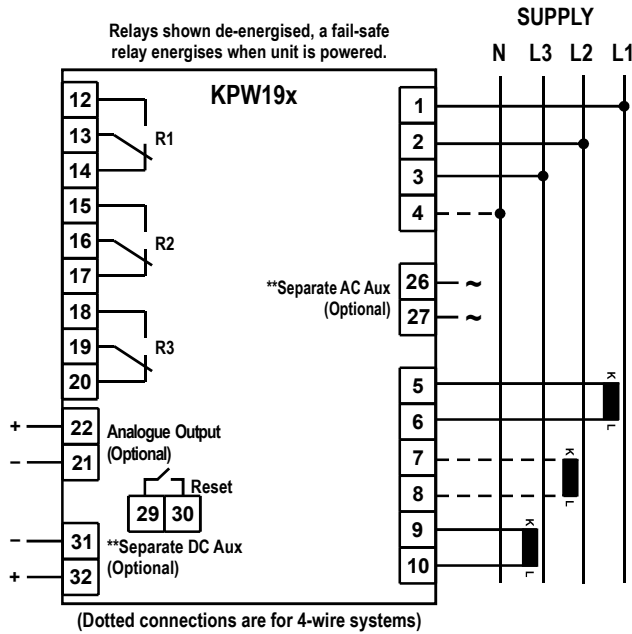 Relays shown de-energised, a fail-safe
relay energises when unit is powered.
SUPPLY
N L3 L2 L1
KPW19x
12
13
14
R1
15
16
17
R2
18
19
20
R3
+ 22
- 21
Analogue Output
(Optional)
Reset
29 30
- 31
+ 32
**Separate DC Aux
(Optional)
1
2
3
4
**Separate AC Aux
(Optional)
26 ~
27 ~
5
6
K
L
7
8
K
L
9
10
K
L
(Dotted connections are for 4-wire systems)